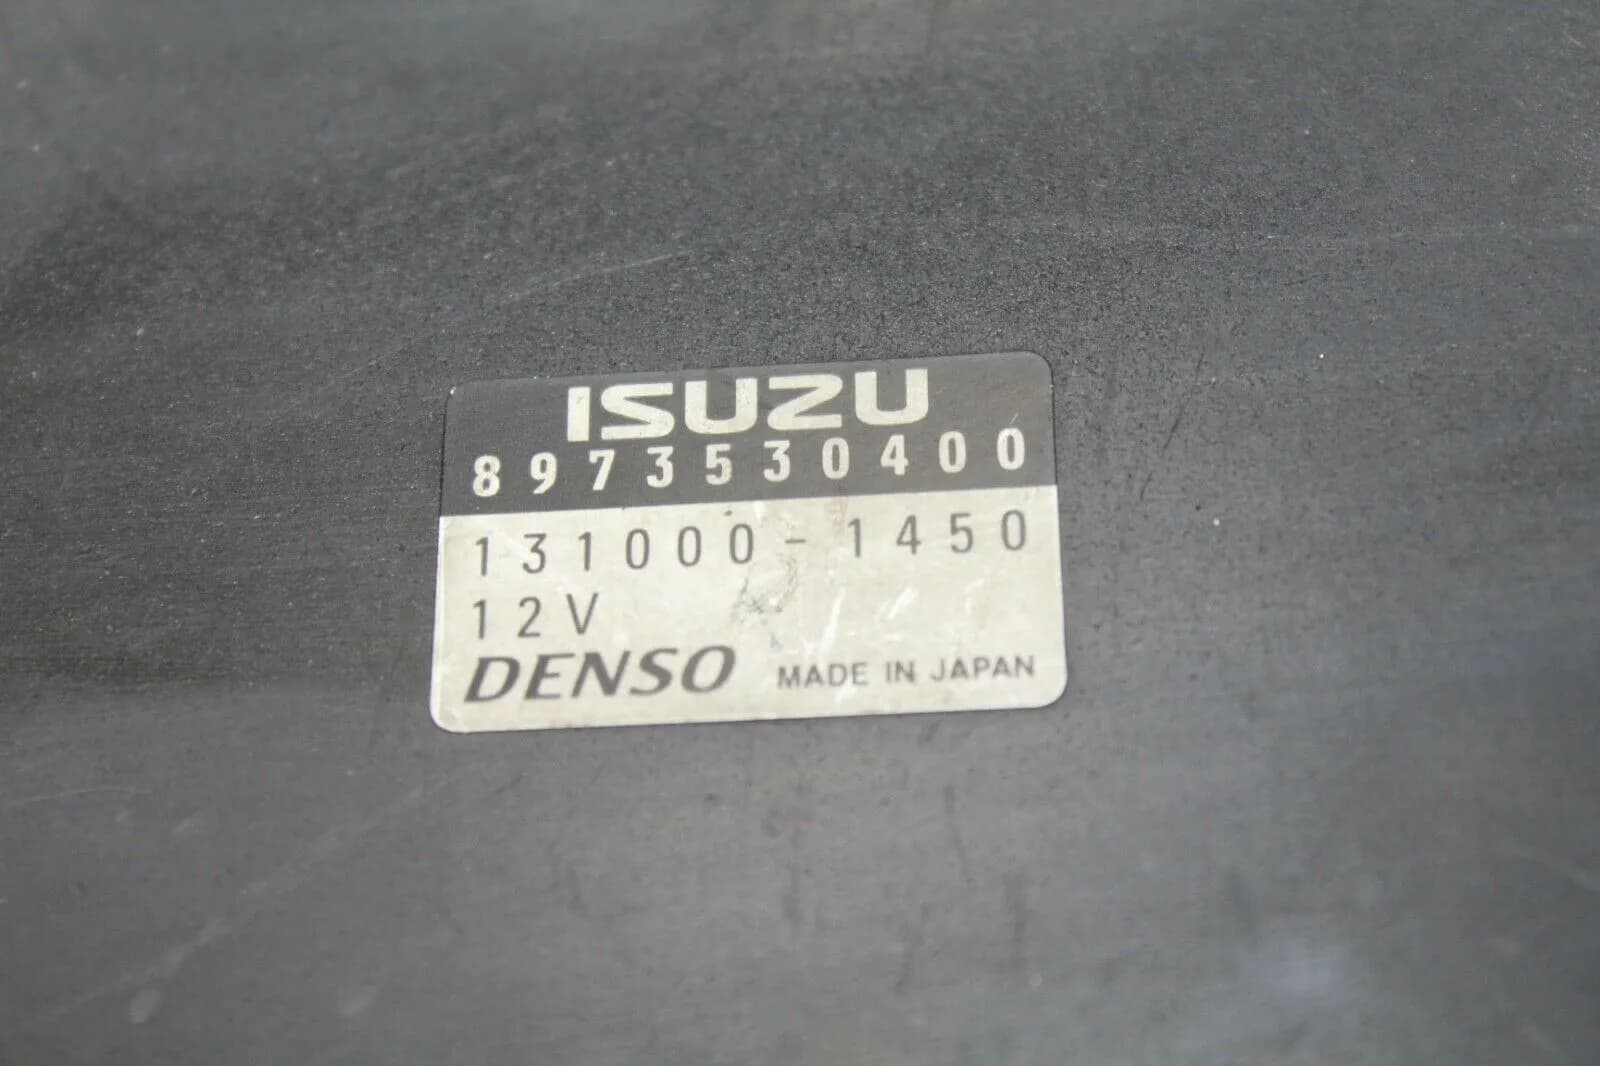 ISUZU
8973530400
131000-1450
12V
DENSO MADE IN JAPAN